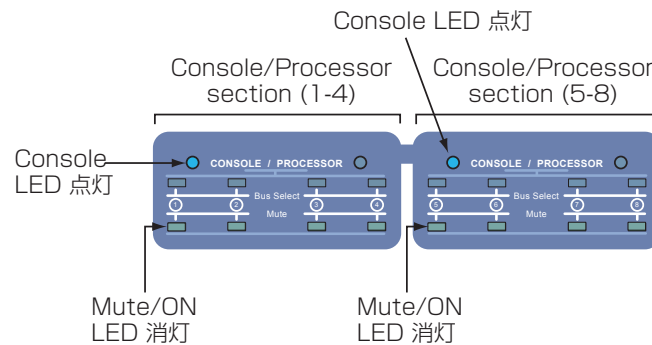 Console LED 点灯
Console/Processor section (1-4)
Console/Processor section (5-8)
Console LED 点灯
CONSOLE / PROCESSOR
Bus Select
1 2 3 4
Mute
CONSOLE / PROCESSOR
Bus Select
5 6 7 8
Mute
Mute/ON LED 消灯
Mute/ON LED 消灯